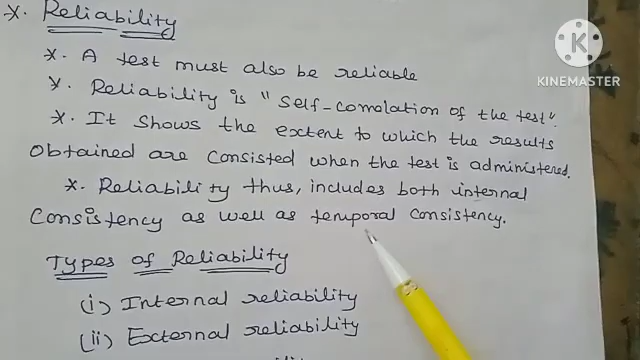 *. Reliability
*. A test must also be reliable
*. Reliability is "Self-comolation of the test".
*. It shows the extent to which the results
obtained are consisted when the test is administered.
*. Reliability thus, includes both internal
consistency as well as temporal consistency.
Types of Reliability
(i) Internal reliability
(ii) External reliability
KINEMASTER